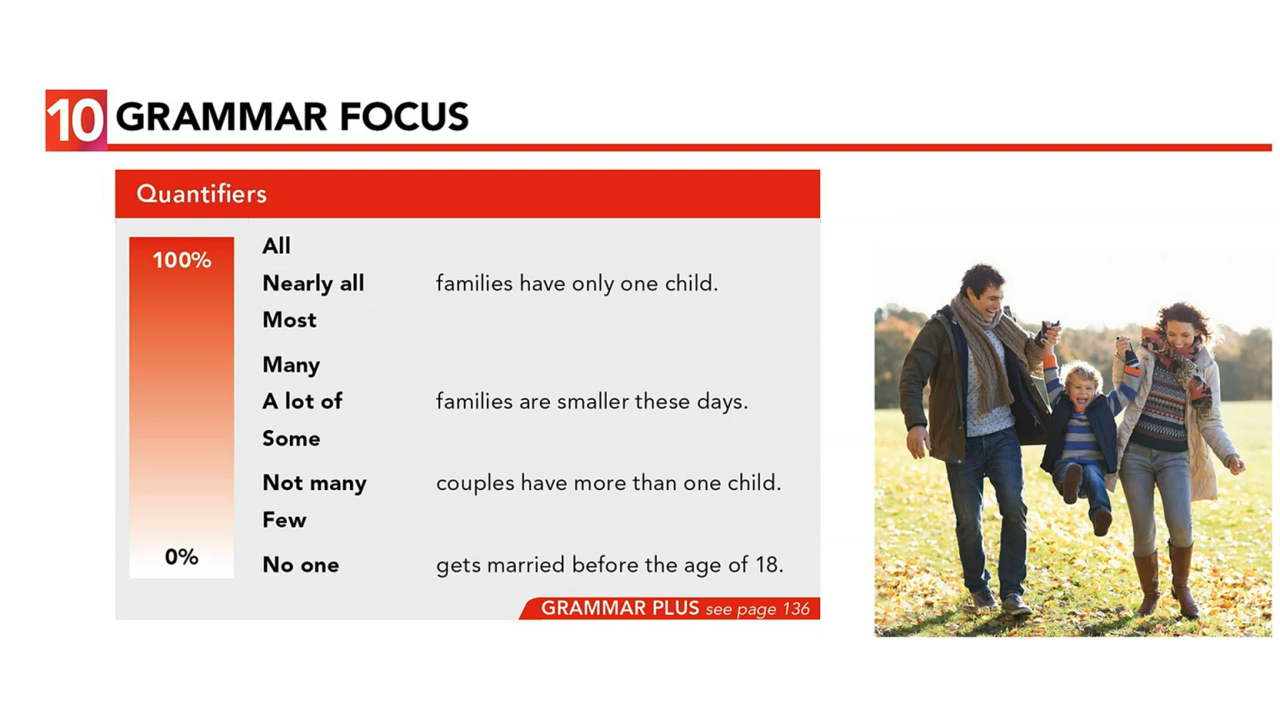 10 GRAMMAR FOCUS
Quantifiers
100%
All
Nearly all families have only one child.
Most
Many
A lot of families are smaller these days.
Some
Not many couples have more than one child.
Few
0%
No one gets married before the age of 18.
GRAMMAR PLUS see page 136